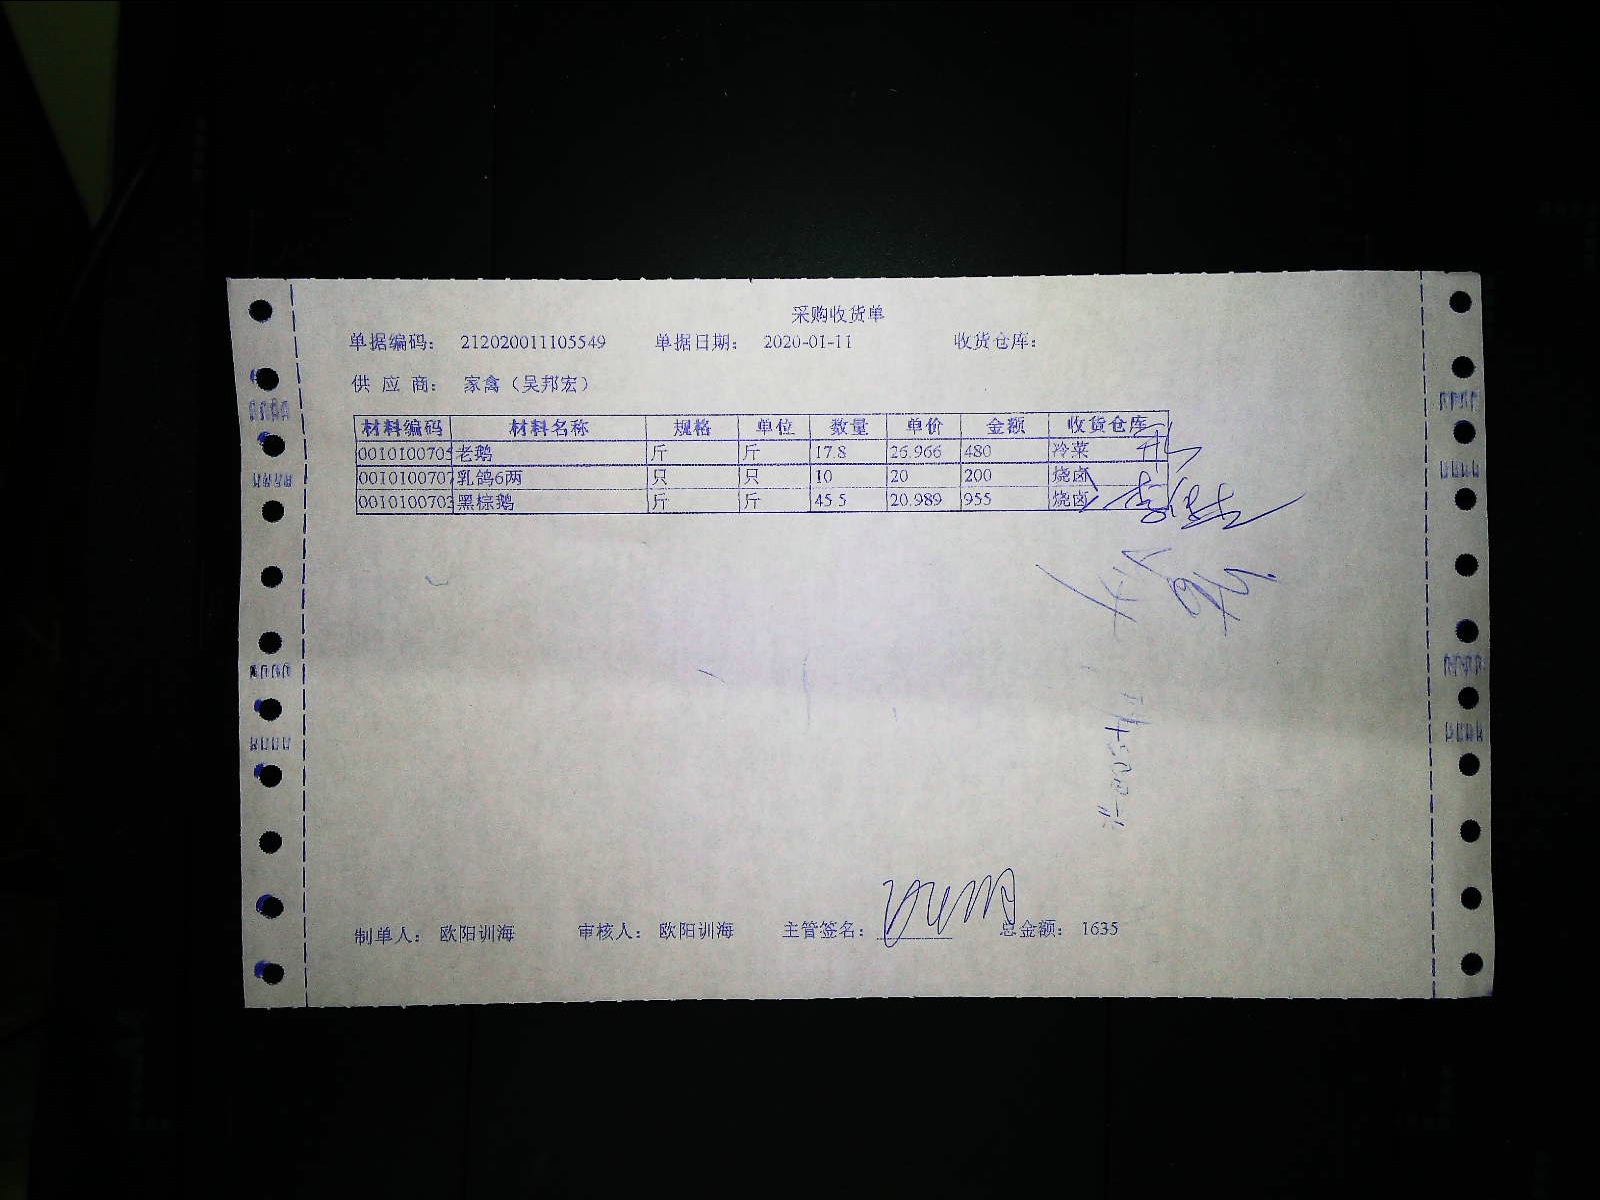 采购收货单
单据编码： 212020011105549 单据日期： 2020-01-11 收货仓库：
供 应 商： 家禽（吴邦宏）
材料编码 材料名称 规格 单位 数量 单价 金额 收货仓库
0010100705 老鹅 斤 斤 17.8 26.966 480 冷菜
0010100707 乳鸽6两 只 只 10 20 200 烧卤
0010100703 黑棕鹅 斤 斤 45.5 20.989 955 烧卤
制单人： 欧阳训海 审核人： 欧阳训海 主管签名： 总金额： 1635